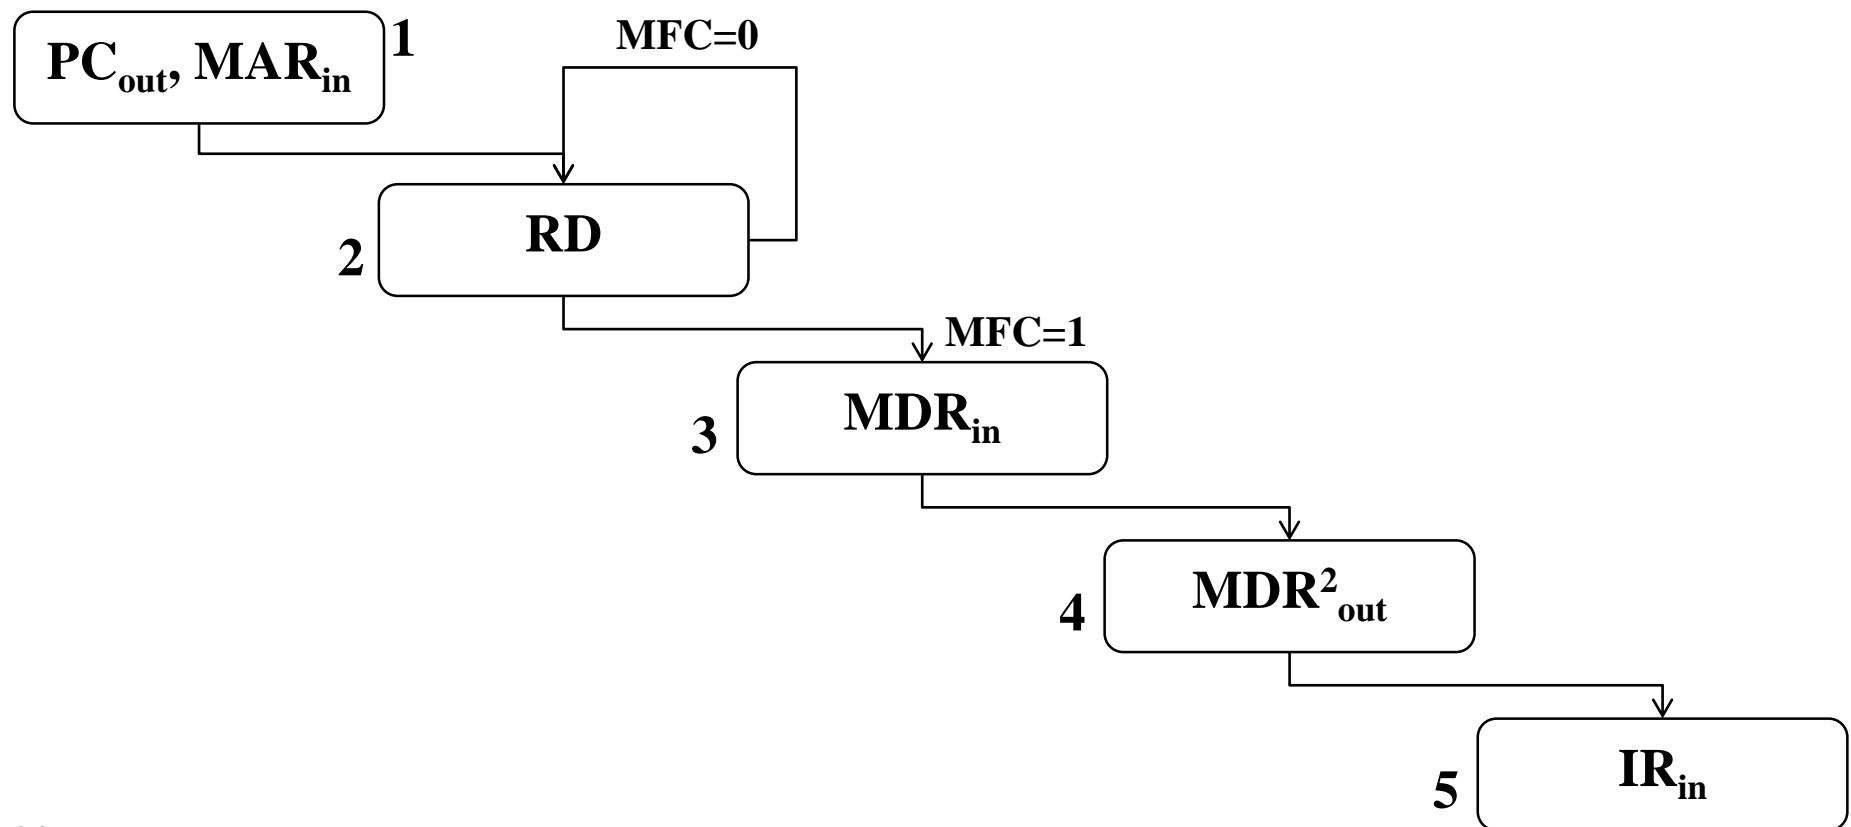 PCout, MARin 1
MFC=0
2 RD
MFC=1
3 MDRin
4 MDR²out
5 IRin